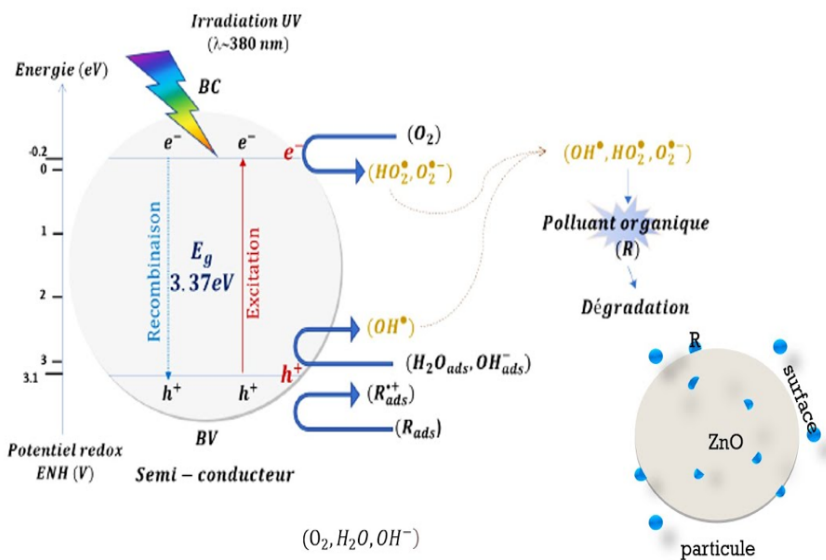 Irradiation UV
(λ~380 nm)
Energie (eV)
BC
e⁻ e⁻ e⁻
(O₂)
-0.2
0
(HO₂•, O₂•⁻)
(OH•, HO₂•, O₂•⁻)
1
Recombinaison
E_g
3.37eV
Excitation
Polluant organique
(R)
2
Dégradation
(OH•)
3
3.1
h⁺ h⁺ h⁺
(H₂O_ads, OH⁻_ads)
(R•⁺_ads)
(R_ads)
BV
Potentiel redox
ENH (V)
Semi − conducteur
(O₂, H₂O, OH⁻)
R
surface
ZnO
particule